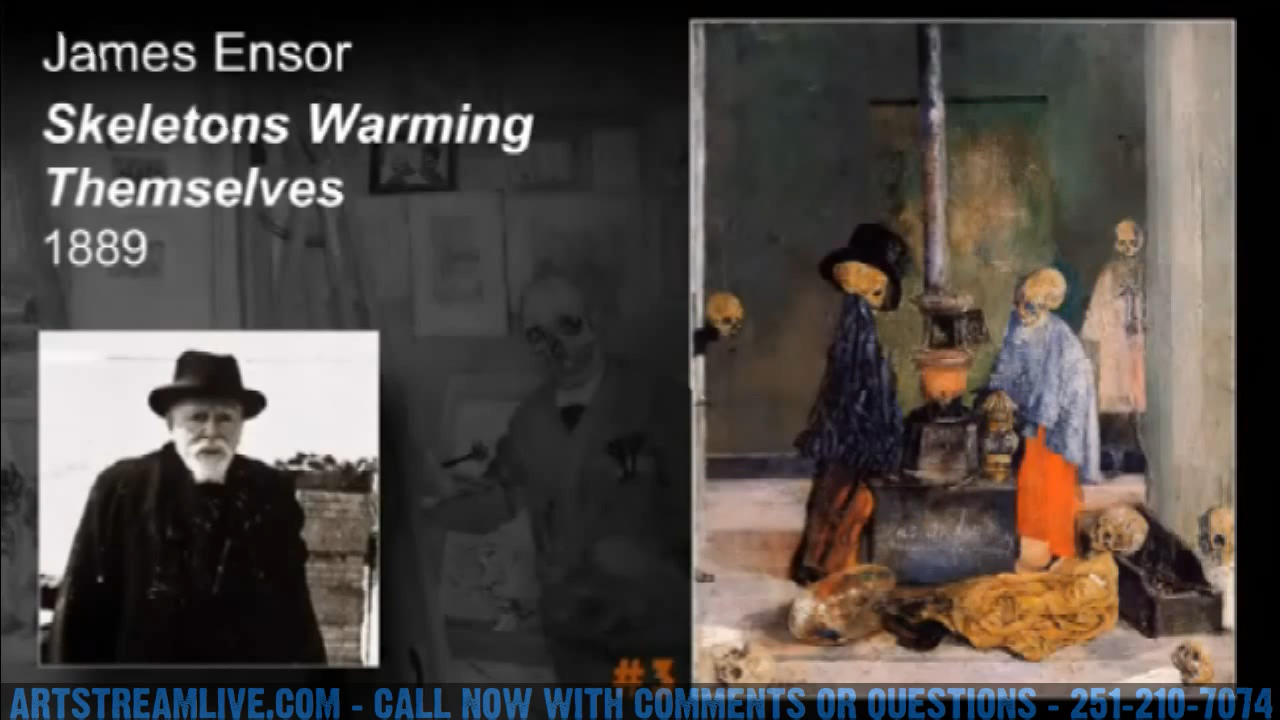 James Ensor
Skeletons Warming
Themselves
1889
#3
ARTSTREAMLIVE.COM - CALL NOW WITH COMMENTS OR QUESTIONS - 251-210-7074